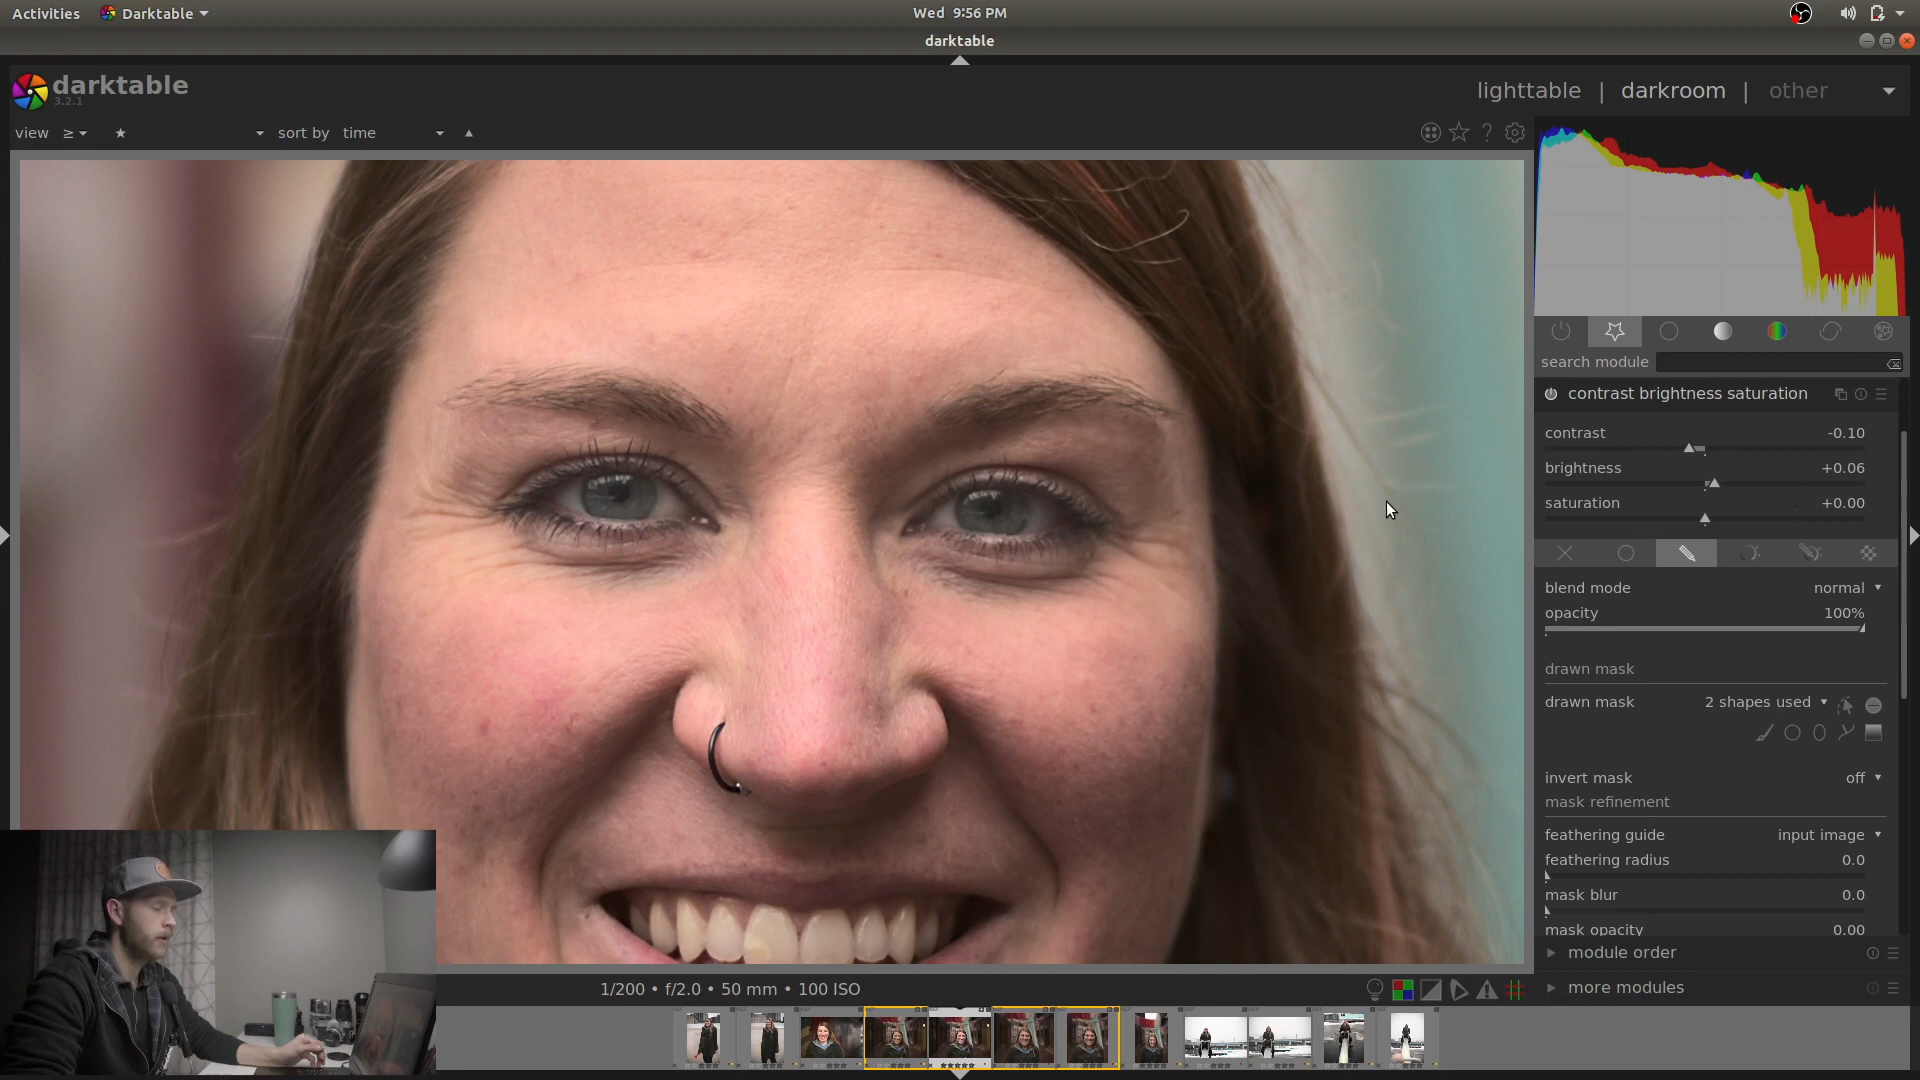 Activities Darktable Wed 9:56 PM
darktable
darktable
3.2.1
lighttable | darkroom | other
view ≥ ★ sort by time
search module
contrast brightness saturation
contrast -0.10
brightness +0.06
saturation +0.00
blend mode normal
opacity 100%
drawn mask
drawn mask 2 shapes used
invert mask off
mask refinement
feathering guide input image
feathering radius 0.0
mask blur 0.0
mask opacity 0.00
module order
more modules
1/200 • f/2.0 • 50 mm • 100 ISO